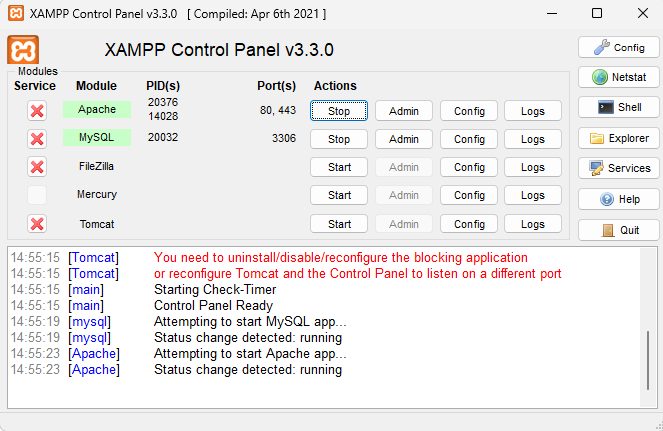 XAMPP Control Panel v3.3.0 [ Compiled: Apr 6th 2021 ]
XAMPP Control Panel v3.3.0
Config
Modules
Service Module PID(s) Port(s) Actions
Netstat
Apache 20376 14028 80, 443 Stop Admin Config Logs
Shell
MySQL 20032 3306 Stop Admin Config Logs
Explorer
FileZilla Start Admin Config Logs
Services
Mercury Start Admin Config Logs
Help
Tomcat Start Admin Config Logs
Quit
14:55:15 [Tomcat] You need to uninstall/disable/reconfigure the blocking application
14:55:15 [Tomcat] or reconfigure Tomcat and the Control Panel to listen on a different port
14:55:15 [main] Starting Check-Timer
14:55:15 [main] Control Panel Ready
14:55:19 [mysql] Attempting to start MySQL app...
14:55:19 [mysql] Status change detected: running
14:55:23 [Apache] Attempting to start Apache app...
14:55:23 [Apache] Status change detected: running